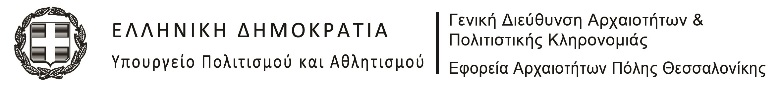 ΕΛΛΗΝΙΚΗ ΔΗΜΟΚΡΑΤΙΑ
Υπουργείο Πολιτισμού και Αθλητισμού
Γενική Διεύθυνση Αρχαιοτήτων &
Πολιτιστικής Κληρονομιάς
Εφορεία Αρχαιοτήτων Πόλης Θεσσαλονίκης